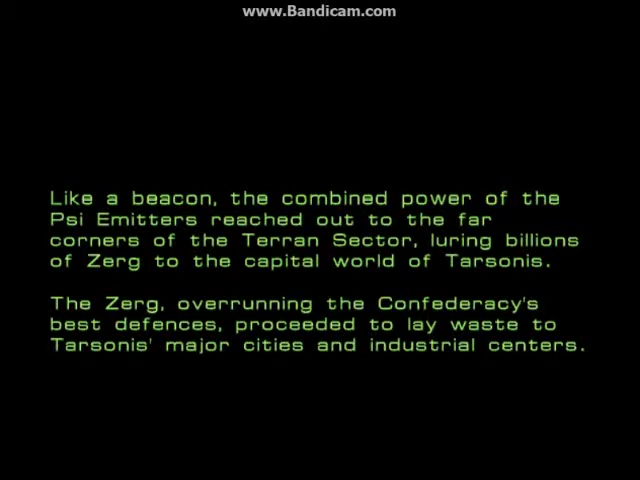 www.Bandicam.com
Like a beacon, the combined power of the
Psi Emitters reached out to the far
corners of the Terran Sector, luring billions
of Zerg to the capital world of Tarsonis.
The Zerg, overrunning the Confederacy's
best defences, proceeded to lay waste to
Tarsonis' major cities and industrial centers.